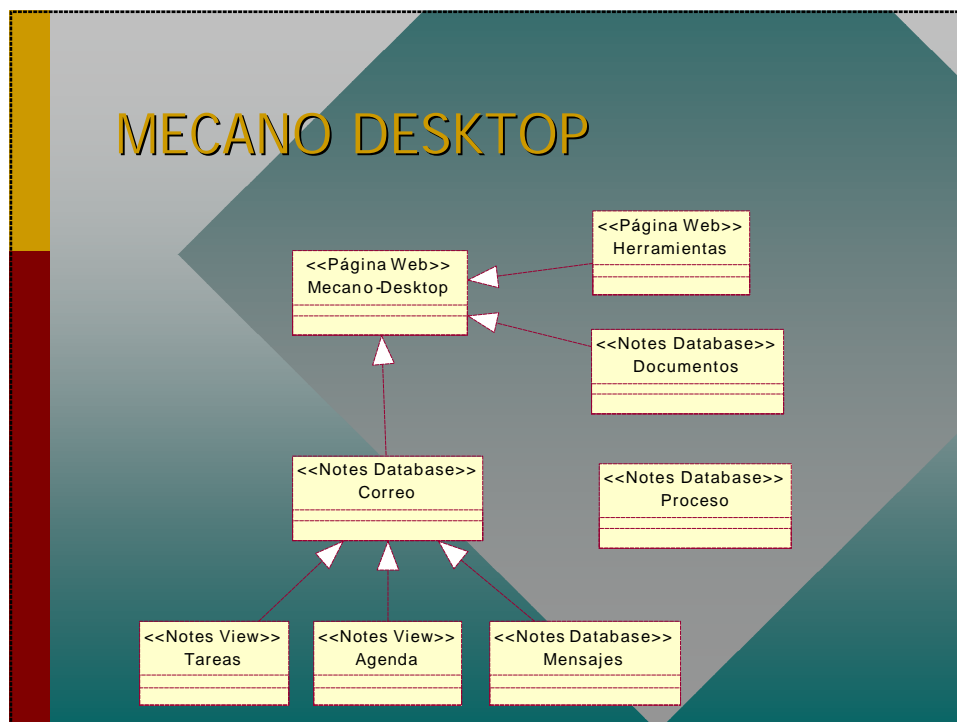 MECANO DESKTOP
<<Página Web>>
Herramientas
<<Página Web>>
Mecano-Desktop
<<Notes Database>>
Documentos
<<Notes Database>>
Correo
<<Notes Database>>
Proceso
<<Notes View>>
Tareas
<<Notes View>>
Agenda
<<Notes Database>>
Mensajes